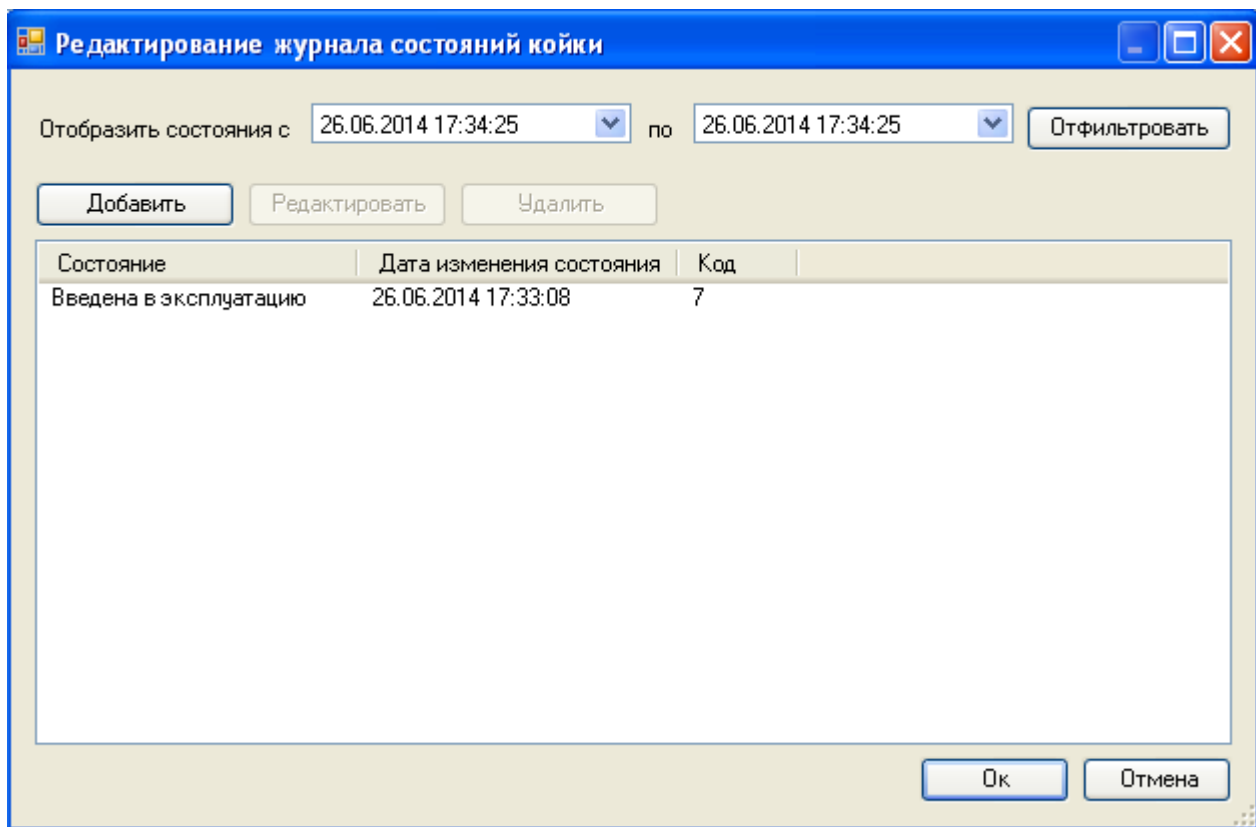 Редактирование журнала состояний койки
Отобразить состояния с 26.06.2014 17:34:25 по 26.06.2014 17:34:25 Отфильтровать
Добавить Редактировать Удалить
Состояние Дата изменения состояния Код
Введена в эксплуатацию 26.06.2014 17:33:08 7
Ок Отмена